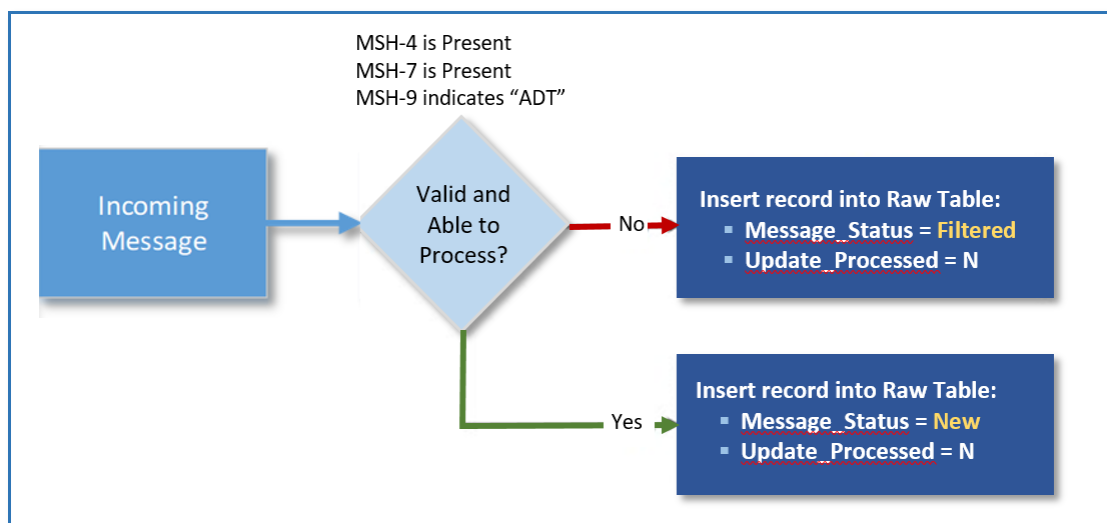 MSH-4 is Present
MSH-7 is Present
MSH-9 indicates “ADT”
Incoming
Message
Valid and
Able to
Process?
No
Insert record into Raw Table:
▪ Message_Status = Filtered
▪ Update_Processed = N
Yes
Insert record into Raw Table:
▪ Message_Status = New
▪ Update_Processed = N